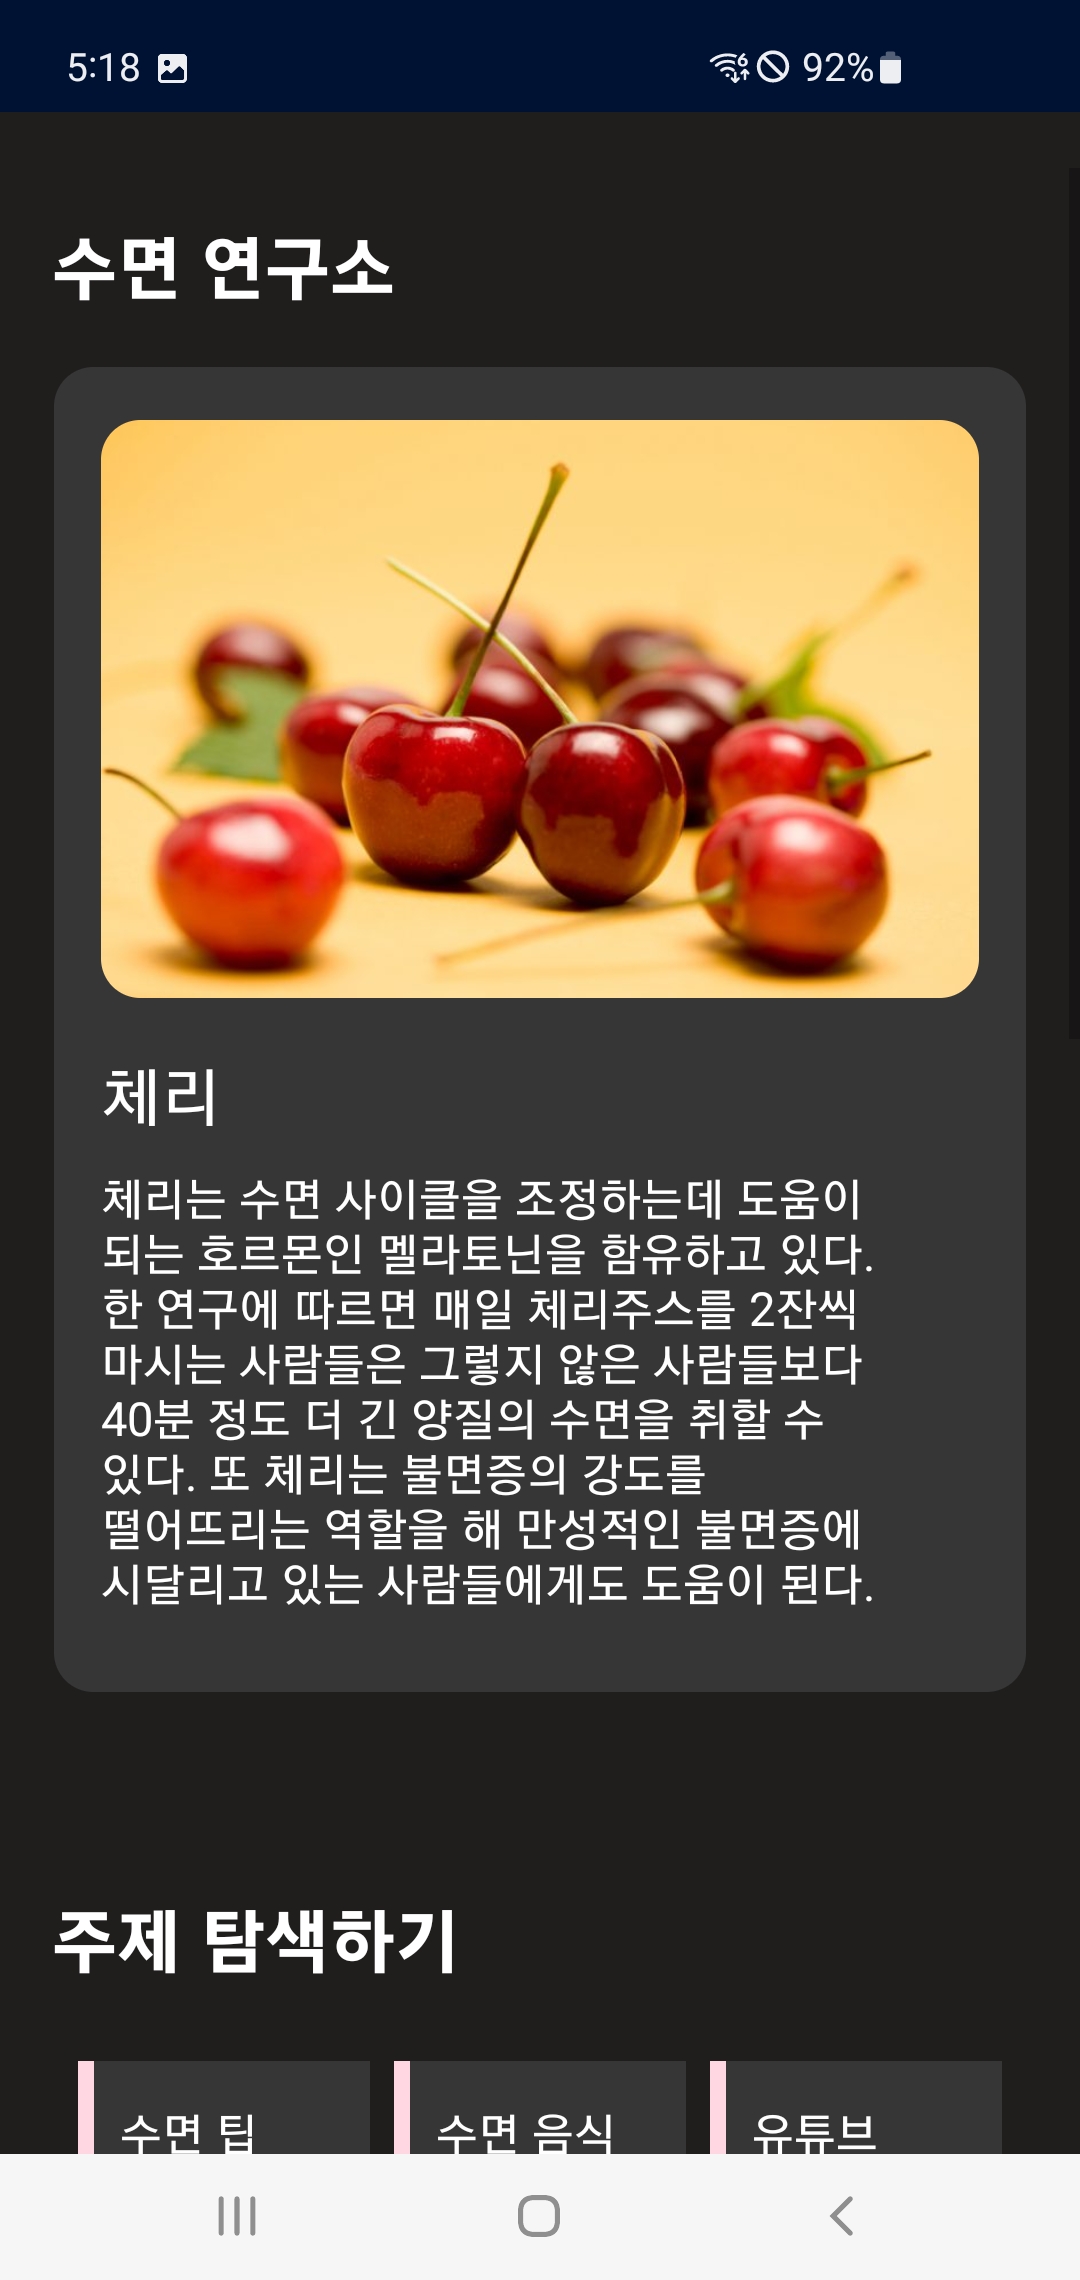 5:18
92%
수면 연구소
체리
체리는 수면 사이클을 조정하는데 도움이
되는 호르몬인 멜라토닌을 함유하고 있다.
한 연구에 따르면 매일 체리주스를 2잔씩
마시는 사람들은 그렇지 않은 사람들보다
40분 정도 더 긴 양질의 수면을 취할 수
있다. 또 체리는 불면증의 강도를
떨어뜨리는 역할을 해 만성적인 불면증에
시달리고 있는 사람들에게도 도움이 된다.
주제 탐색하기
수면 팁
수면 음식
유튜브